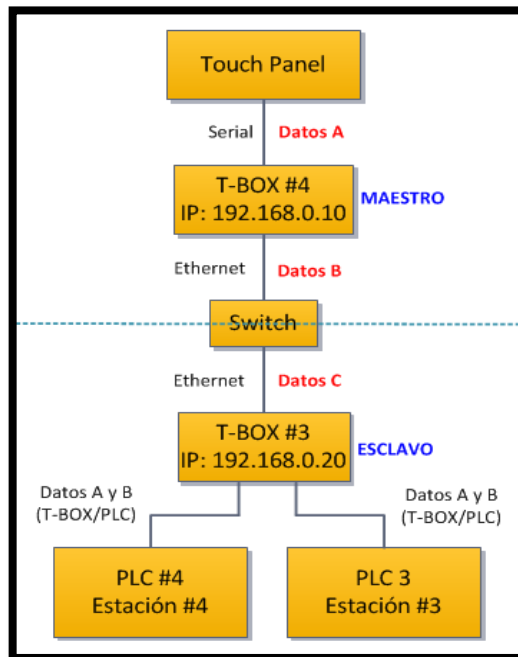 Touch Panel
Serial Datos A
T-BOX #4
IP: 192.168.0.10
MAESTRO
Ethernet Datos B
Switch
Ethernet Datos C
T-BOX #3
IP: 192.168.0.20
ESCLAVO
Datos A y B
(T-BOX/PLC)
Datos A y B
(T-BOX/PLC)
PLC #4
Estación #4
PLC 3
Estación #3